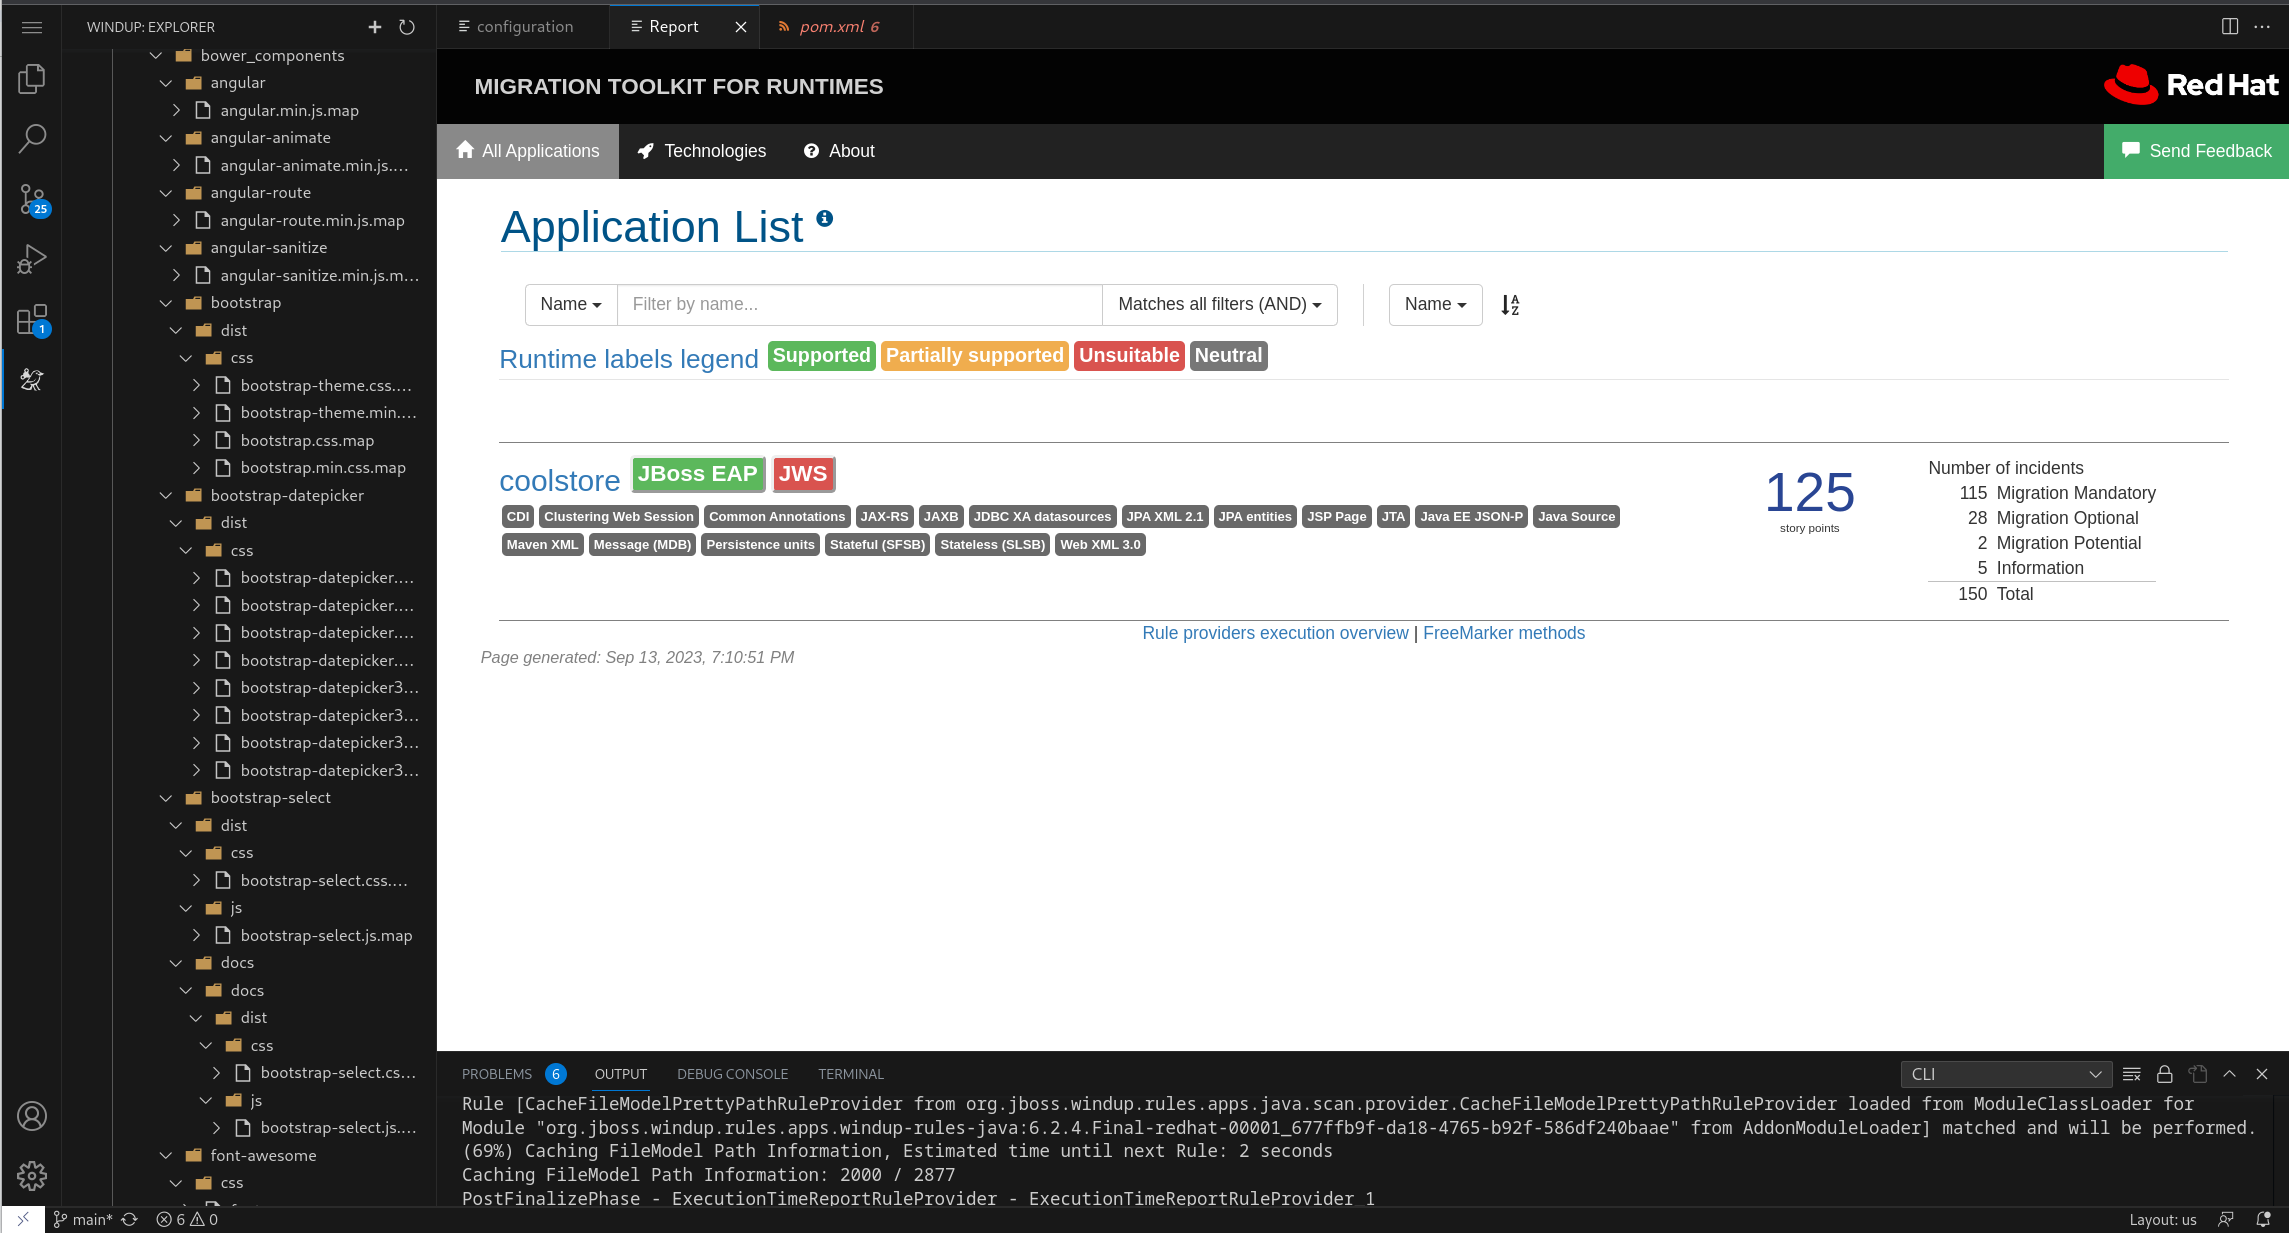 WINDUP: EXPLORER
bower_components
angular
angular.min.js.map
angular-animate
angular-animate.min.js....
angular-route
angular-route.min.js.map
angular-sanitize
angular-sanitize.min.js.m...
bootstrap
dist
css
bootstrap-theme.css....
bootstrap-theme.min....
bootstrap.css.map
bootstrap.min.css.map
bootstrap-datepicker
dist
css
bootstrap-datepicker....
bootstrap-datepicker....
bootstrap-datepicker....
bootstrap-datepicker....
bootstrap-datepicker3...
bootstrap-datepicker3...
bootstrap-datepicker3...
bootstrap-datepicker3...
bootstrap-select
dist
css
bootstrap-select.css....
js
bootstrap-select.js.map
docs
docs
dist
css
bootstrap-select.cs...
js
bootstrap-select.js....
font-awesome
css
25
1
configuration Report pom.xml 6
MIGRATION TOOLKIT FOR RUNTIMES Red Hat
All Applications Technologies About Send Feedback
Application List
Name Filter by name... Matches all filters (AND) Name
Runtime labels legend Supported Partially supported Unsuitable Neutral
coolstore JBoss EAP JWS
CDI Clustering Web Session Common Annotations JAX-RS JAXB JDBC XA datasources JPA XML 2.1 JPA entities JSP Page JTA Java EE JSON-P Java Source
Maven XML Message (MDB) Persistence units Stateful (SFSB) Stateless (SLSB) Web XML 3.0
125
story points
Number of incidents
115 Migration Mandatory
28 Migration Optional
2 Migration Potential
5 Information
150 Total
Rule providers execution overview | FreeMarker methods
Page generated: Sep 13, 2023, 7:10:51 PM
PROBLEMS 6 OUTPUT DEBUG CONSOLE TERMINAL CLI
Rule [CacheFileModelPrettyPathRuleProvider from org.jboss.windup.rules.apps.java.scan.provider.CacheFileModelPrettyPathRuleProvider loaded from ModuleClassLoader for
Module "org.jboss.windup.rules.apps.windup-rules-java:6.2.4.Final-redhat-00001_677ffb9f-da18-4765-b92f-586df240baae" from AddonModuleLoader] matched and will be performed.
(69%) Caching FileModel Path Information, Estimated time until next Rule: 2 seconds
Caching FileModel Path Information: 2000 / 2877
PostFinalizePhase - ExecutionTimeReportRuleProvider - ExecutionTimeReportRuleProvider_1
main* 6 0 Layout: us